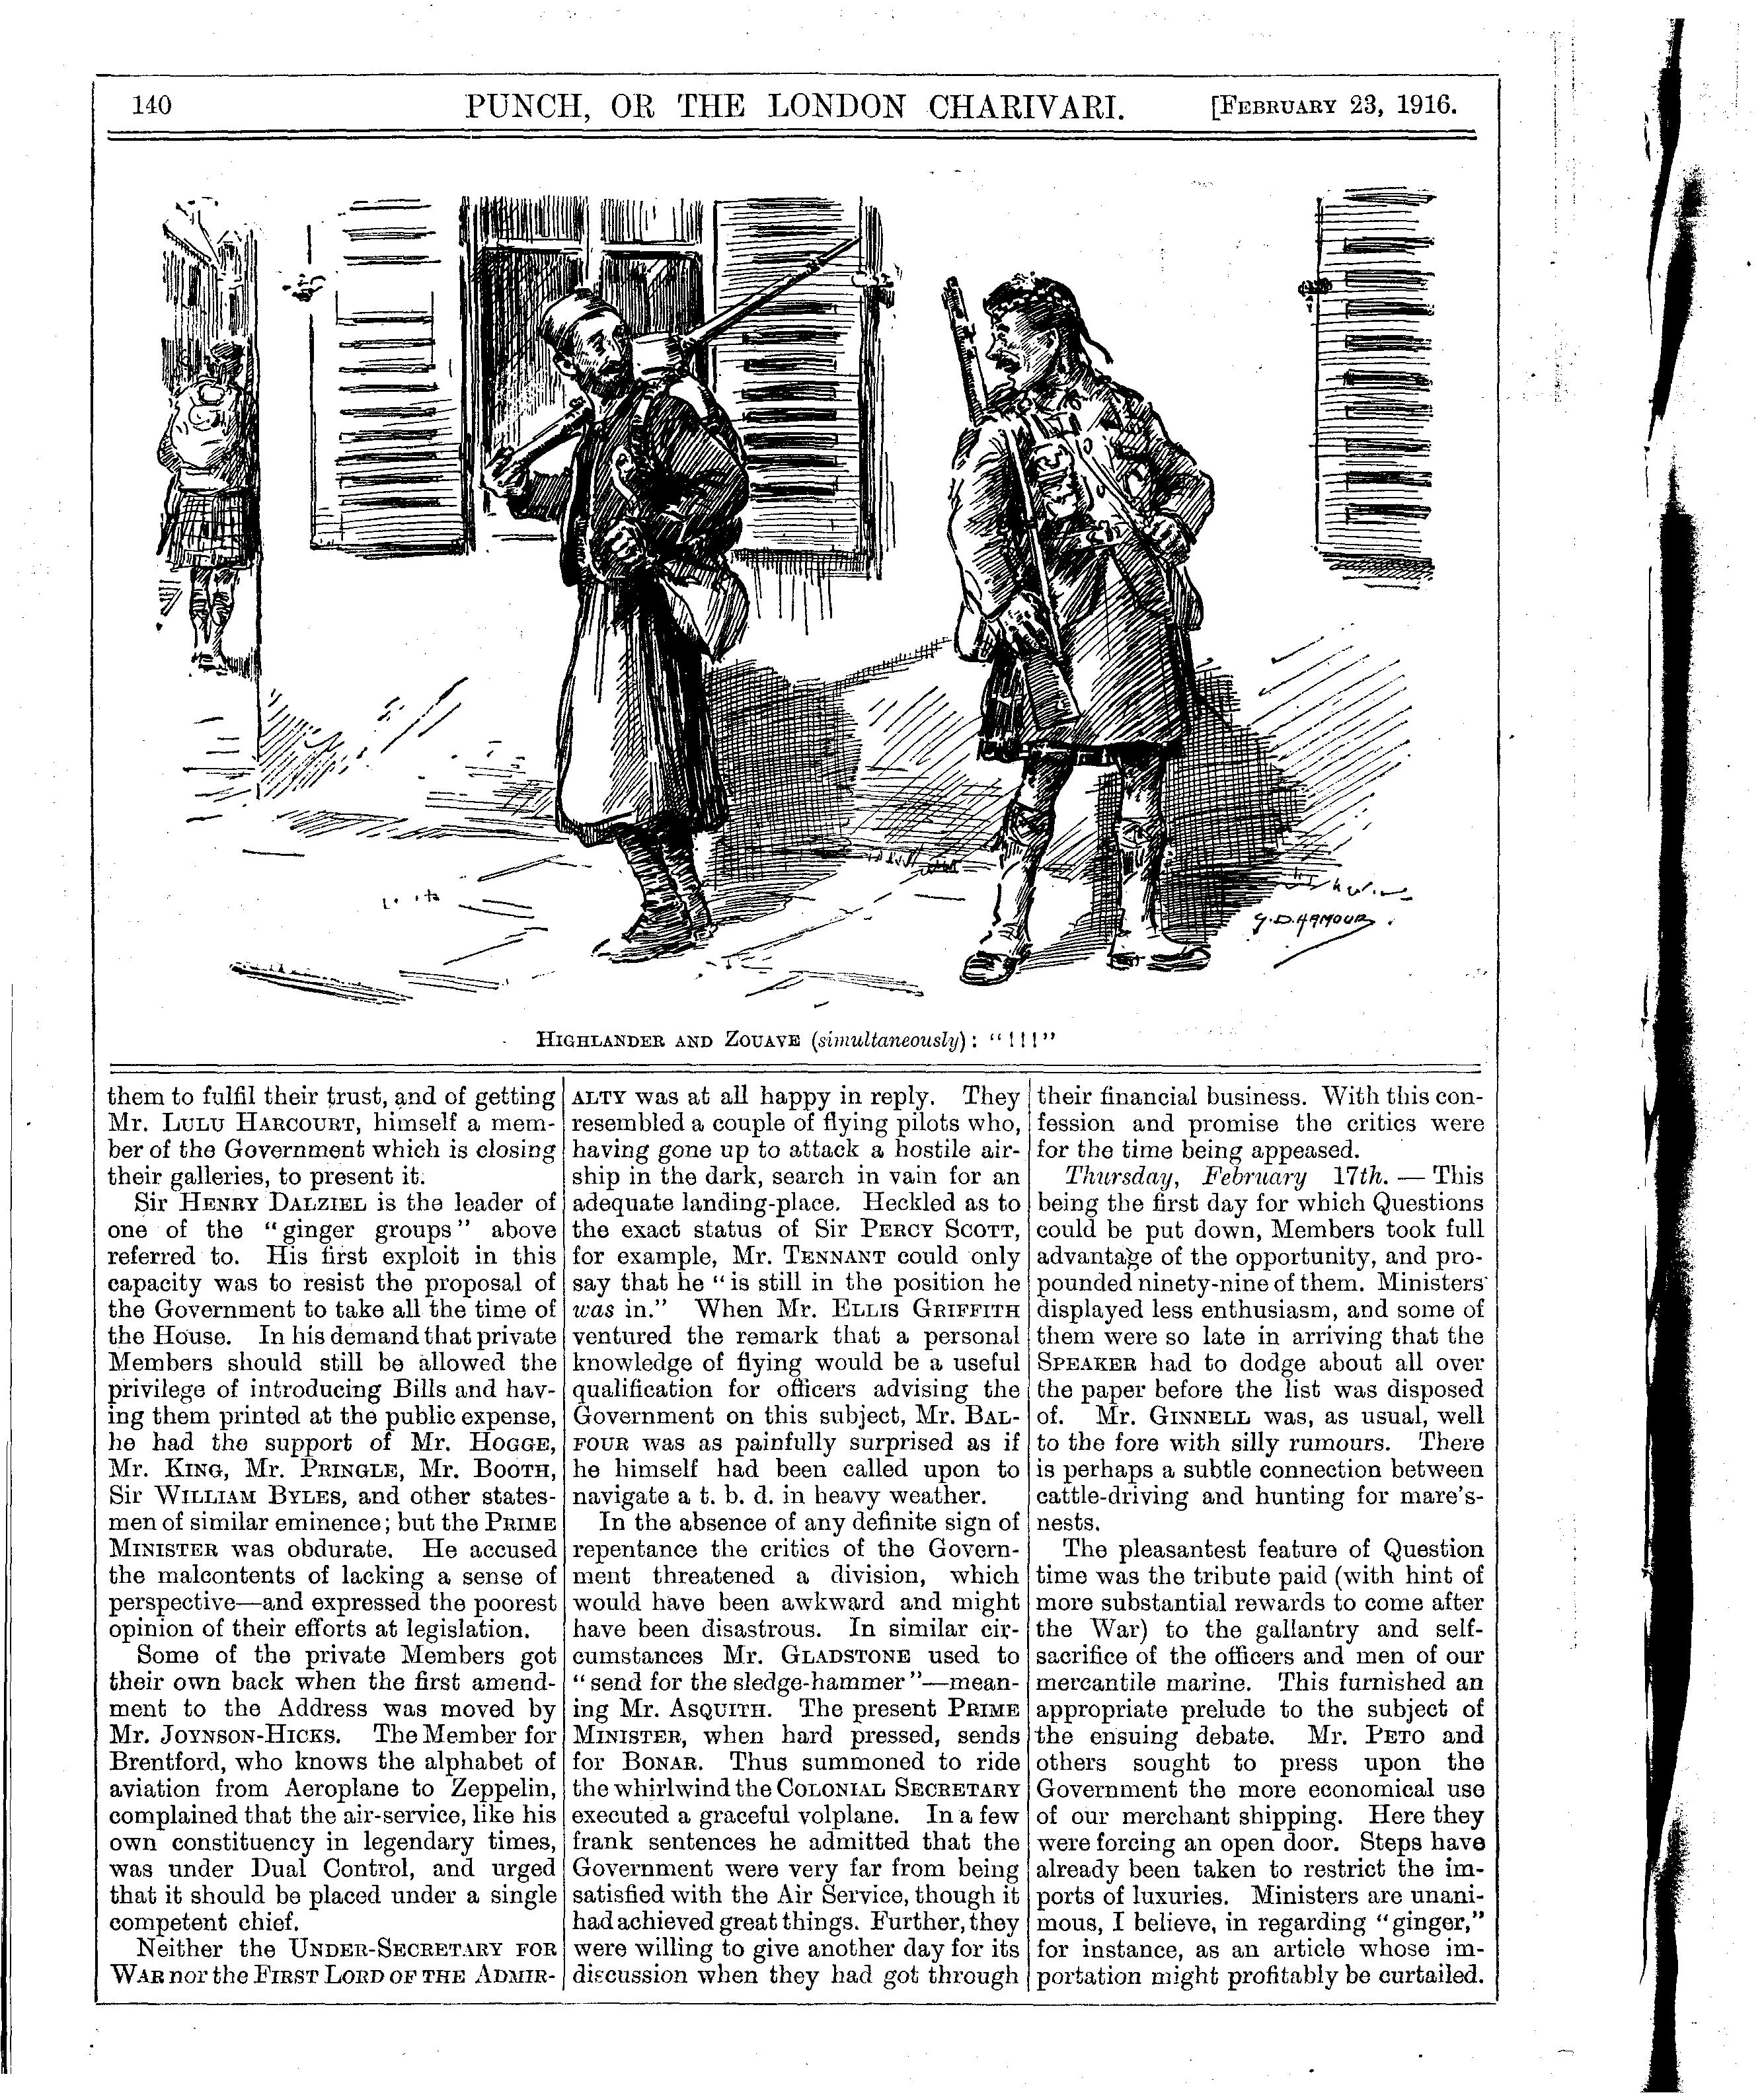 140
PUNCH, OR THE LONDON CHARIVARI.
[FEBRUARY 23, 1916.
G. D. ARMOUR
HIGHLANDER AND ZOUAVE (simultaneously): "!!!"
them to fulfil their trust, and of getting
Mr. LULU HARCOURT, himself a mem-
ber of the Government which is closing
their galleries, to present it.
Sir HENRY DALZIEL is the leader of
one of the "ginger groups" above
referred to. His first exploit in this
capacity was to resist the proposal of
the Government to take all the time of
the House. In his demand that private
Members should still be allowed the
privilege of introducing Bills and hav-
ing them printed at the public expense,
he had the support of Mr. HOGGE,
Mr. KING, Mr. PRINGLE, Mr. BOOTH,
Sir WILLIAM BYLES, and other states-
men of similar eminence; but the PRIME
MINISTER was obdurate. He accused
the malcontents of lacking a sense of
perspective—and expressed the poorest
opinion of their efforts at legislation.
Some of the private Members got
their own back when the first amend-
ment to the Address was moved by
Mr. JOYNSON-HICKS. The Member for
Brentford, who knows the alphabet of
aviation from Aeroplane to Zeppelin,
complained that the air-service, like his
own constituency in legendary times,
was under Dual Control, and urged
that it should be placed under a single
competent chief.
Neither the UNDER-SECRETARY FOR
WAR nor the FIRST LORD OF THE ADMIR-
ALTY was at all happy in reply. They
resembled a couple of flying pilots who,
having gone up to attack a hostile air-
ship in the dark, search in vain for an
adequate landing-place. Heckled as to
the exact status of Sir PERCY SCOTT,
for example, Mr. TENNANT could only
say that he "is still in the position he
was in." When Mr. ELLIS GRIFFITH
ventured the remark that a personal
knowledge of flying would be a useful
qualification for officers advising the
Government on this subject, Mr. BAL-
FOUR was as painfully surprised as if
he himself had been called upon to
navigate a t. b. d. in heavy weather.
In the absence of any definite sign of
repentance the critics of the Govern-
ment threatened a division, which
would have been awkward and might
have been disastrous. In similar cir-
cumstances Mr. GLADSTONE used to
"send for the sledge-hammer"—mean-
ing Mr. ASQUITH. The present PRIME
MINISTER, when hard pressed, sends
for BONAR. Thus summoned to ride
the whirlwind the COLONIAL SECRETARY
executed a graceful volplane. In a few
frank sentences he admitted that the
Government were very far from being
satisfied with the Air Service, though it
had achieved great things. Further, they
were willing to give another day for its
discussion when they had got through
their financial business. With this con-
fession and promise the critics were
for the time being appeased.
Thursday, February 17th. — This
being the first day for which Questions
could be put down, Members took full
advantage of the opportunity, and pro-
pounded ninety-nine of them. Ministers
displayed less enthusiasm, and some of
them were so late in arriving that the
SPEAKER had to dodge about all over
the paper before the list was disposed
of. Mr. GINNELL was, as usual, well
to the fore with silly rumours. There
is perhaps a subtle connection between
cattle-driving and hunting for mare's-
nests.
The pleasantest feature of Question
time was the tribute paid (with hint of
more substantial rewards to come after
the War) to the gallantry and self-
sacrifice of the officers and men of our
mercantile marine. This furnished an
appropriate prelude to the subject of
the ensuing debate. Mr. PETO and
others sought to press upon the
Government the more economical use
of our merchant shipping. Here they
were forcing an open door. Steps have
already been taken to restrict the im-
ports of luxuries. Ministers are unani-
mous, I believe, in regarding "ginger,"
for instance, as an article whose im-
portation might profitably be curtailed.